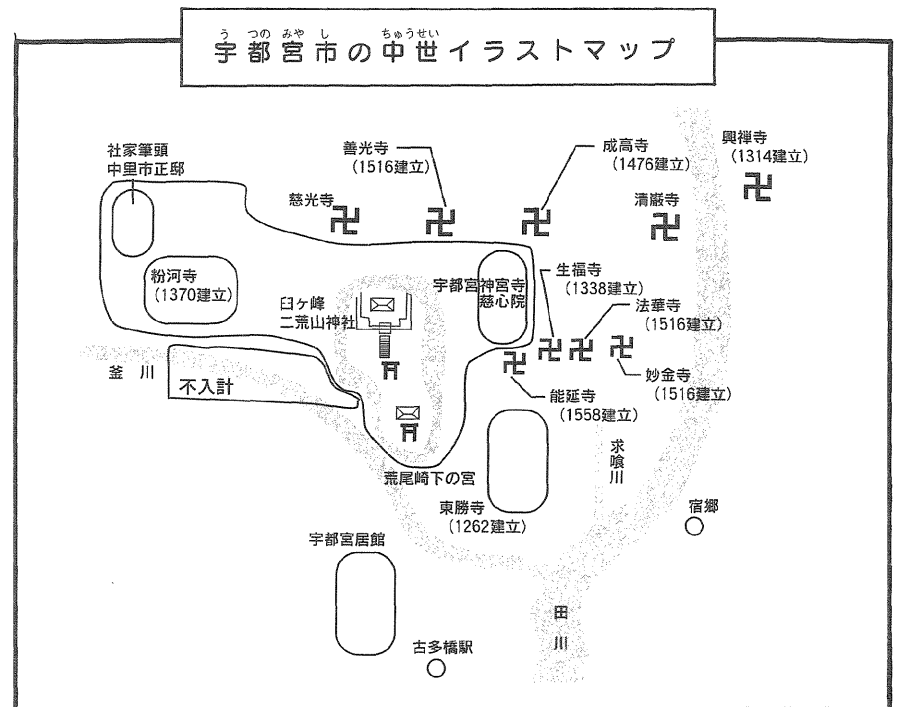 う つのみや し ちゅうせい
宇都宮市の中世イラストマップ
社家筆頭
中里市正邸
善光寺
(1516建立)
成高寺
(1476建立)
興禅寺
(1314建立)
慈光寺
清巌寺
粉河寺
(1370建立)
臼ヶ峰
二荒山神社
宇都宮神宮寺
慈心院
生福寺
(1338建立)
法華寺
(1516建立)
妙金寺
(1516建立)
能延寺
(1558建立)
釜川
不入計
荒尾崎下の宮
求喰川
東勝寺
(1262建立)
宿郷
宇都宮居館
田川
古多橋駅